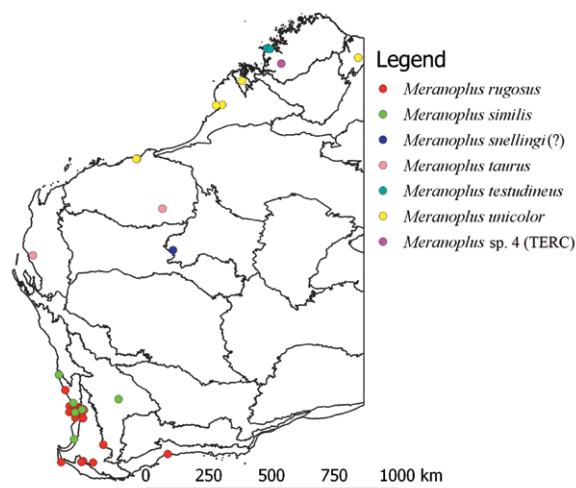 Legend
Meranoplus rugosus
Meranoplus similis
Meranoplus snellingi (?)
Meranoplus taurus
Meranoplus testudineus
Meranoplus unicolor
Meranoplus sp. 4 (TERC)
0 250 500 750 1000 km